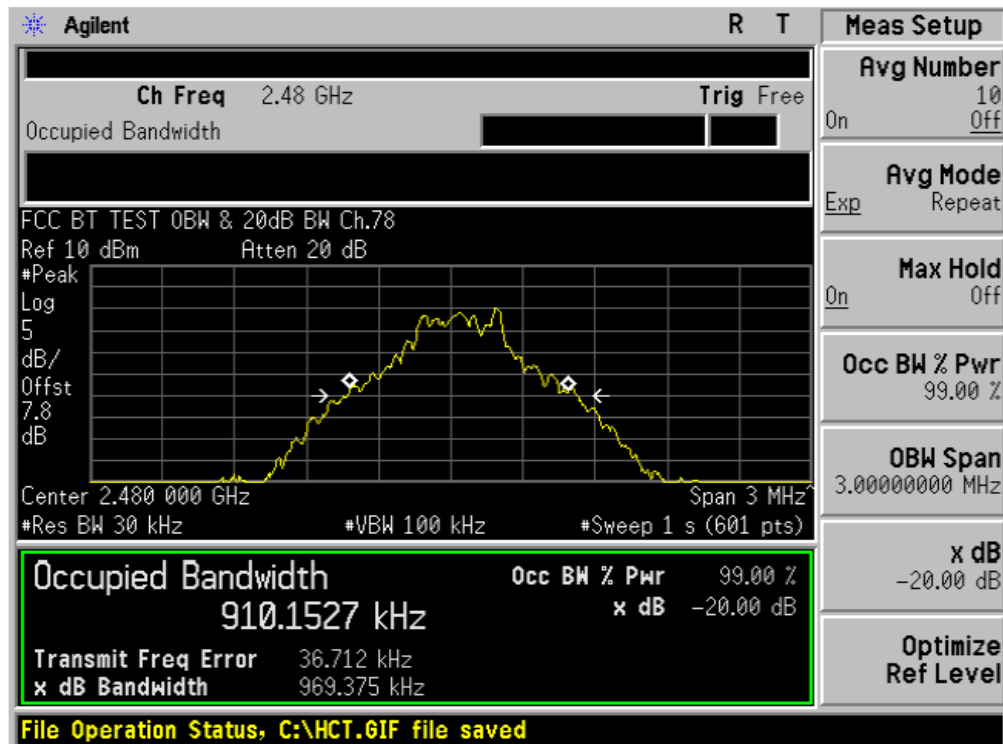 Agilent R T
Ch Freq 2.48 GHz Trig Free
Occupied Bandwidth
FCC BT TEST OBW & 20dB BW Ch.78
Ref 10 dBm Atten 20 dB
#Peak
Log
5
dB/
Offst
7.8
dB
Center 2.480 000 GHz Span 3 MHz^
#Res BW 30 kHz #VBW 100 kHz #Sweep 1 s (601 pts)
Occupied Bandwidth Occ BW % Pwr 99.00 %
910.1527 kHz x dB -20.00 dB
Transmit Freq Error 36.712 kHz
x dB Bandwidth 969.375 kHz
File Operation Status, C:\HCT.GIF file saved
Meas Setup
Avg Number
10
On Off
Avg Mode
Exp Repeat
Max Hold
On Off
Occ BW % Pwr
99.00 %
OBW Span
3.00000000 MHz
x dB
-20.00 dB
Optimize
Ref Level